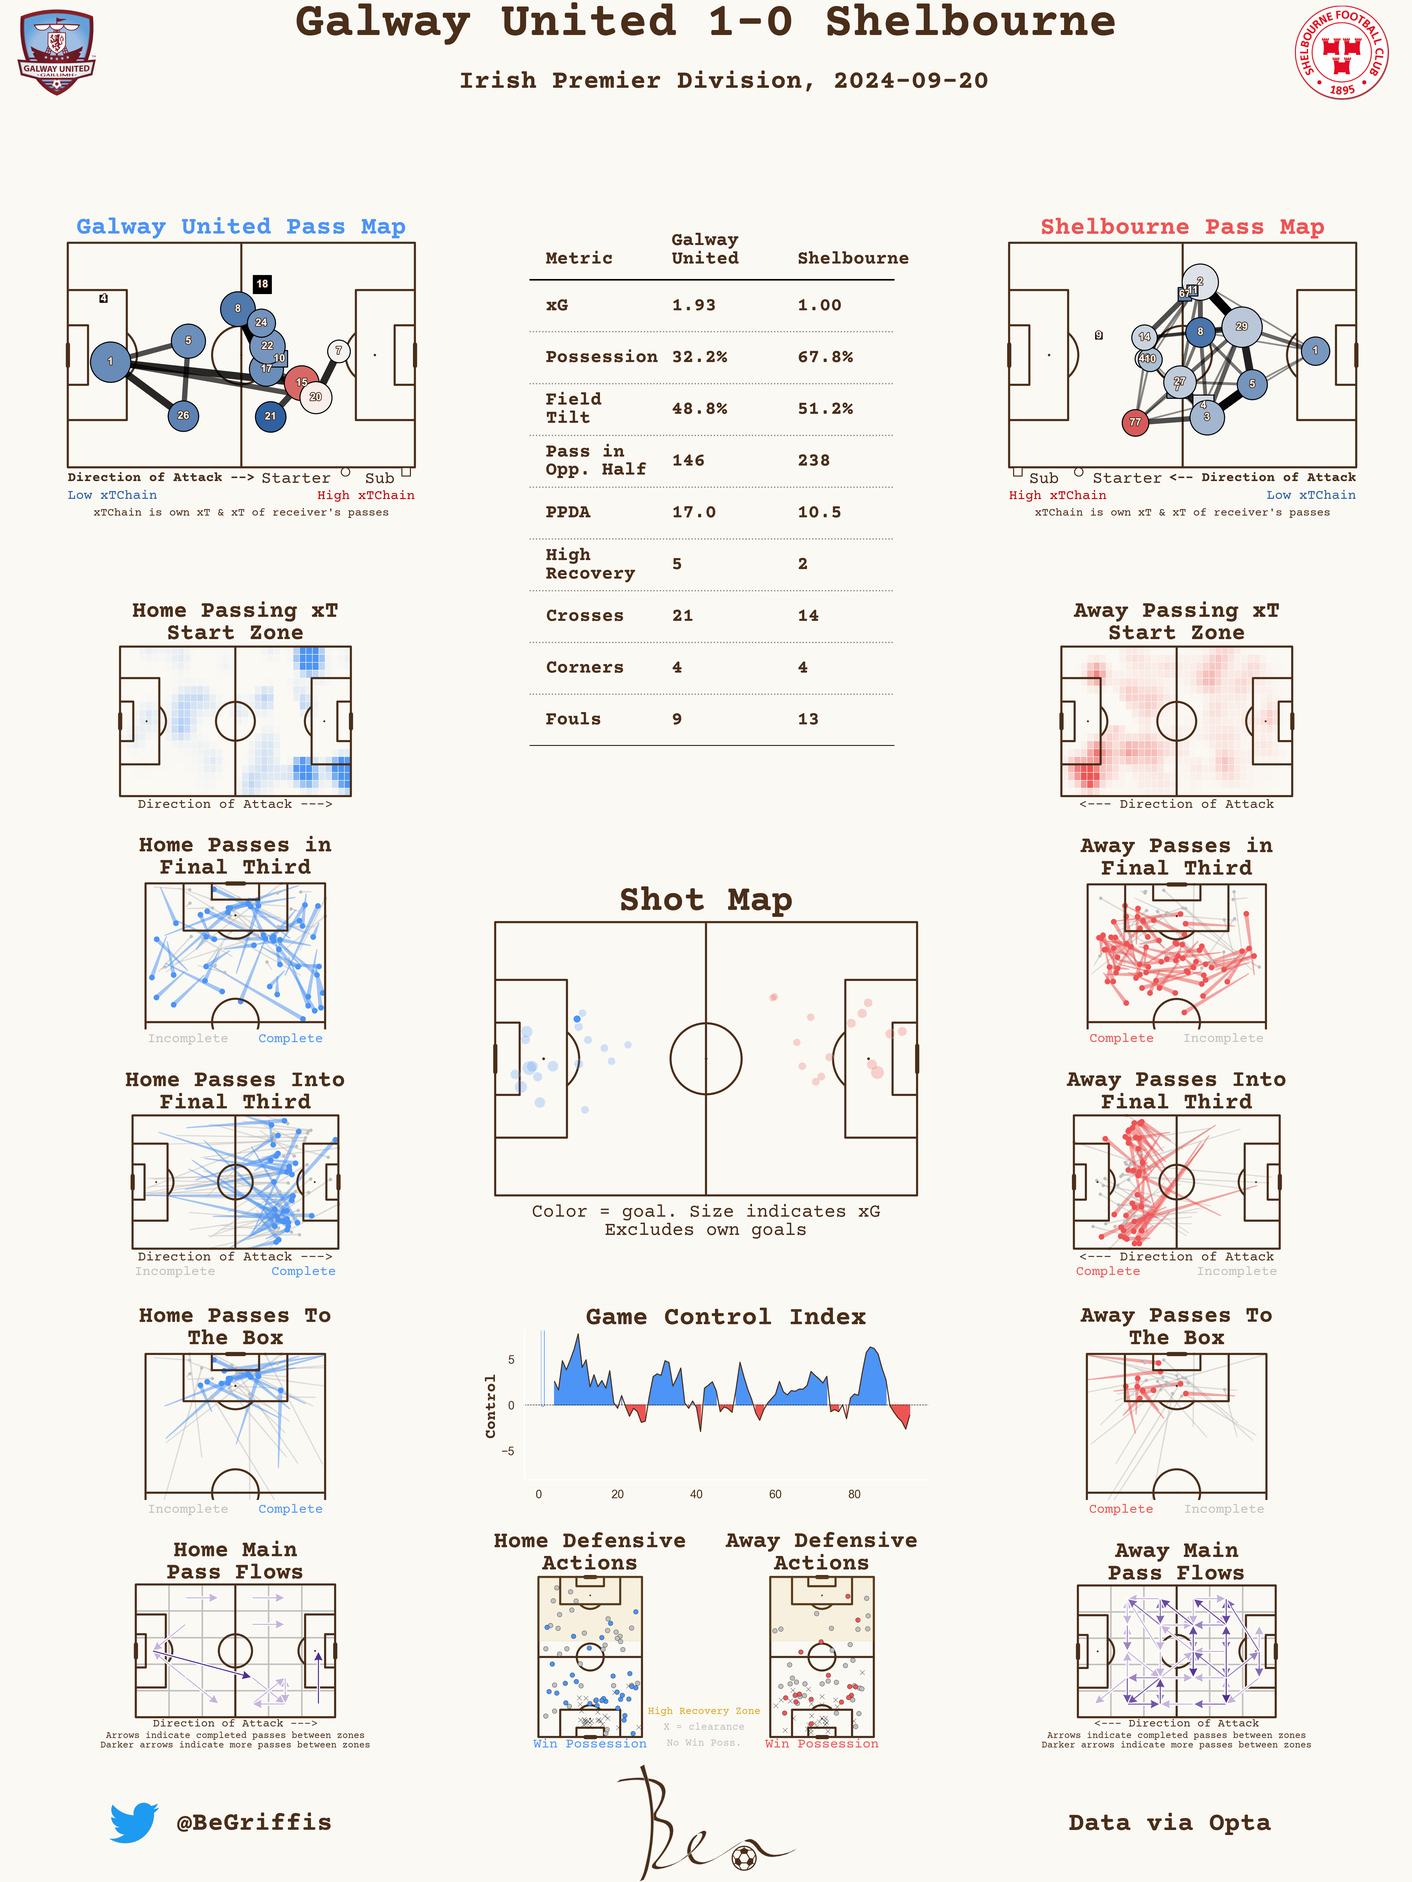 Galway United 1-0 Shelbourne
Irish Premier Division, 2024-09-20
GALWAY UNITED
GAILLIMH
SHELBOURNE FOOTBALL CLUB
1895
Galway United Pass Map
4
18
8
24
5
22
10
7
1
17
15
20
26
21
Direction of Attack --> Starter Sub
Low xTChain High xTChain
xTChain is own xT & xT of receiver's passes
Metric Galway United Shelbourne
xG 1.93 1.00
Possession 32.2% 67.8%
Field Tilt 48.8% 51.2%
Pass in Opp. Half 146 238
PPDA 17.0 10.5
High Recovery 5 2
Crosses 21 14
Corners 4 4
Fouls 9 13
Shelbourne Pass Map
2
67
11
9
14
8
29
1
10
27
7
5
4
3
77
Sub Starter <-- Direction of Attack
High xTChain Low xTChain
xTChain is own xT & xT of receiver's passes
Home Passing xT
Start Zone
Direction of Attack --->
Away Passing xT
Start Zone
<--- Direction of Attack
Home Passes in
Final Third
Incomplete Complete
Away Passes in
Final Third
Complete Incomplete
Shot Map
Color = goal. Size indicates xG
Excludes own goals
Home Passes Into
Final Third
Direction of Attack --->
Incomplete Complete
Away Passes Into
Final Third
<--- Direction of Attack
Complete Incomplete
Home Passes To
The Box
Incomplete Complete
Game Control Index
Control
5
0
−5
0 20 40 60 80
Away Passes To
The Box
Complete Incomplete
Home Main
Pass Flows
Direction of Attack --->
Arrows indicate completed passes between zones
Darker arrows indicate more passes between zones
Home Defensive
Actions
Win Possession
Away Defensive
Actions
Win Possession
High Recovery Zone
X = clearance
No Win Poss.
Away Main
Pass Flows
<--- Direction of Attack
Arrows indicate completed passes between zones
Darker arrows indicate more passes between zones
@BeGriffis
Ben
Data via Opta